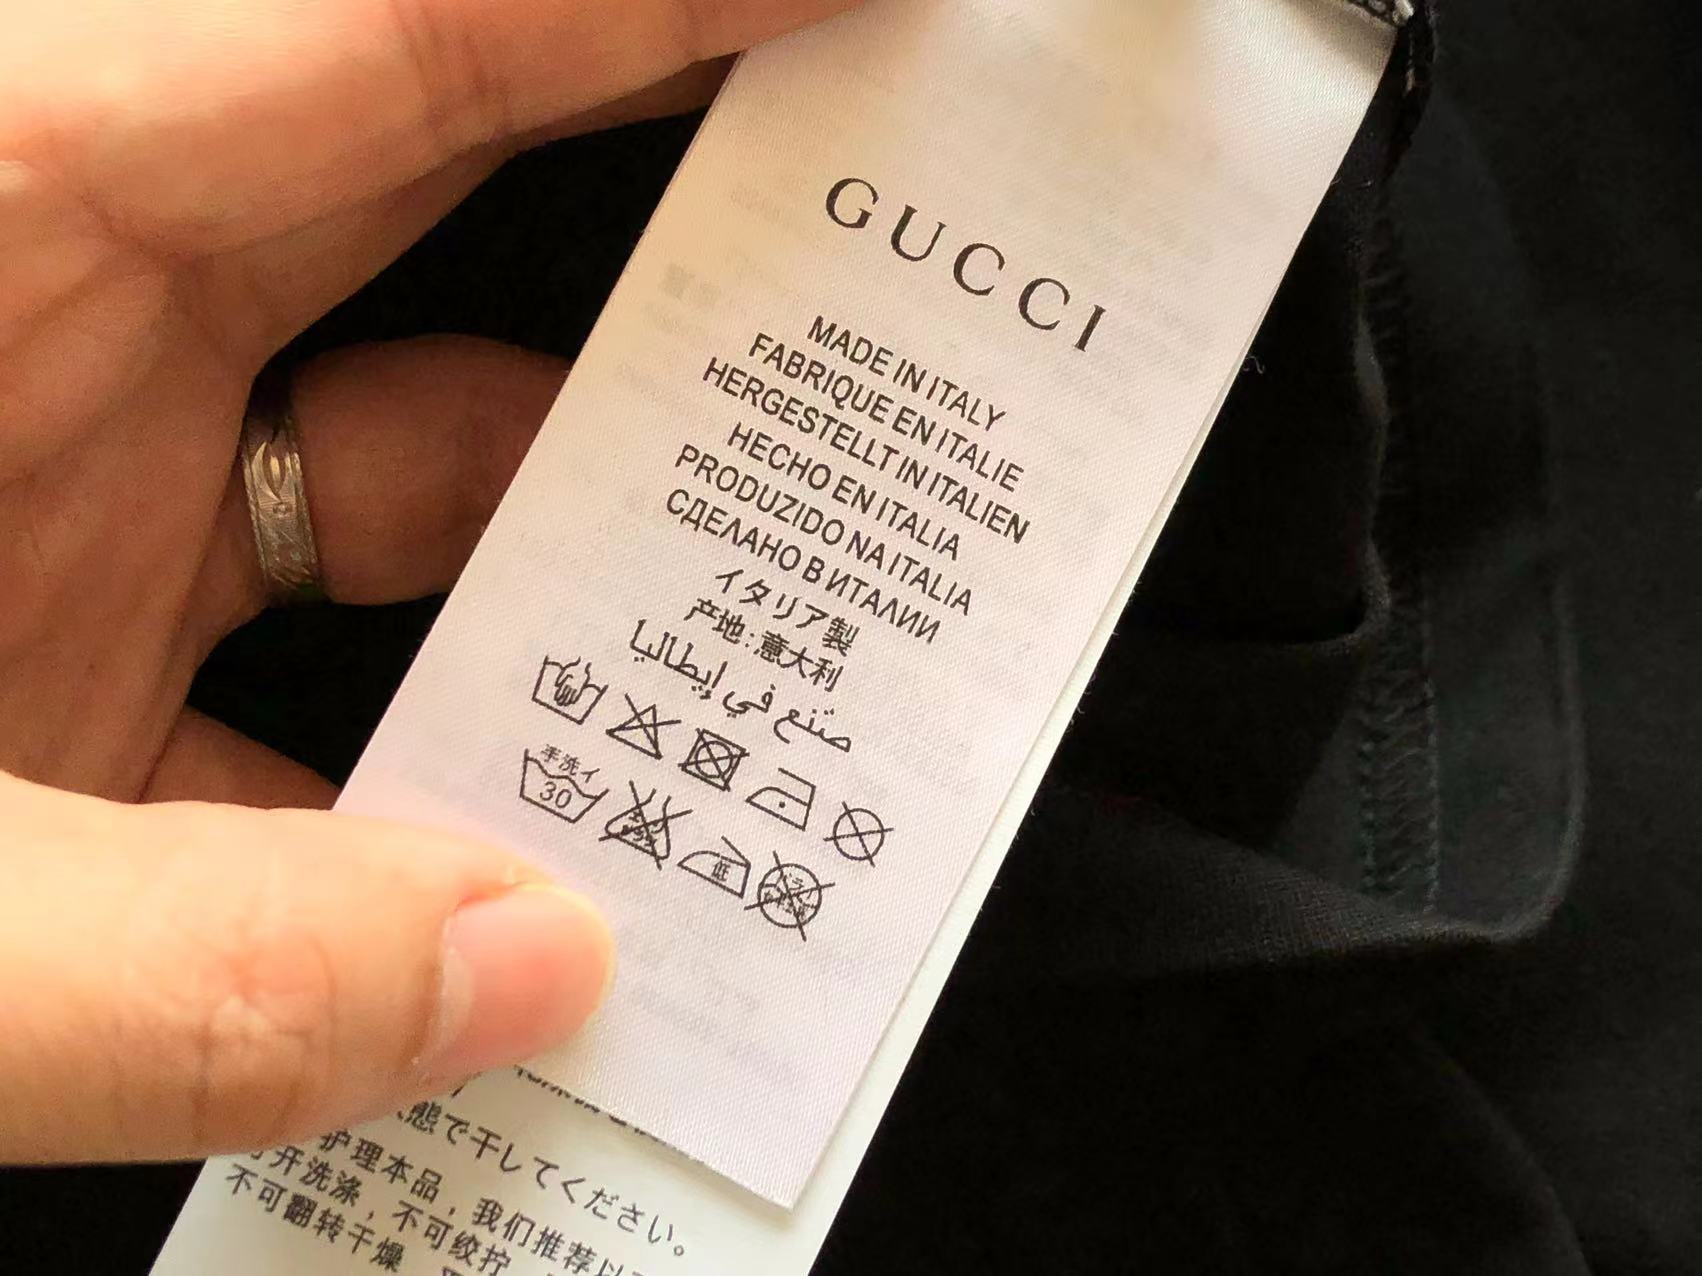 GUCCI
MADE IN ITALY
FABRIQUE EN ITALIE
HERGESTELLT IN ITALIEN
HECHO EN ITALIA
PRODUZIDO NA ITALIA
СДЕЛАНО В ИТАЛИИ
イタリア製
产地:意大利
صنع في إيطاليا
手洗イ
30
低
態で干してください。
护理本品,我们推荐以
开洗涤,不可绞拧
不可翻转干燥